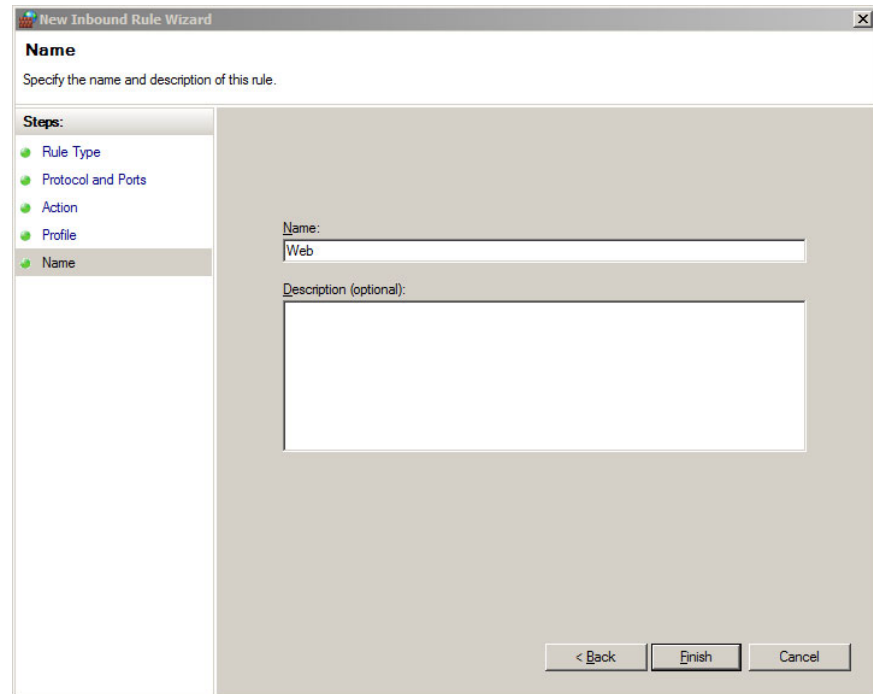 New Inbound Rule Wizard
Name
Specify the name and description of this rule.
Steps:
Rule Type
Protocol and Ports
Action
Profile
Name
Name:
Web
Description (optional):
< Back Finish Cancel